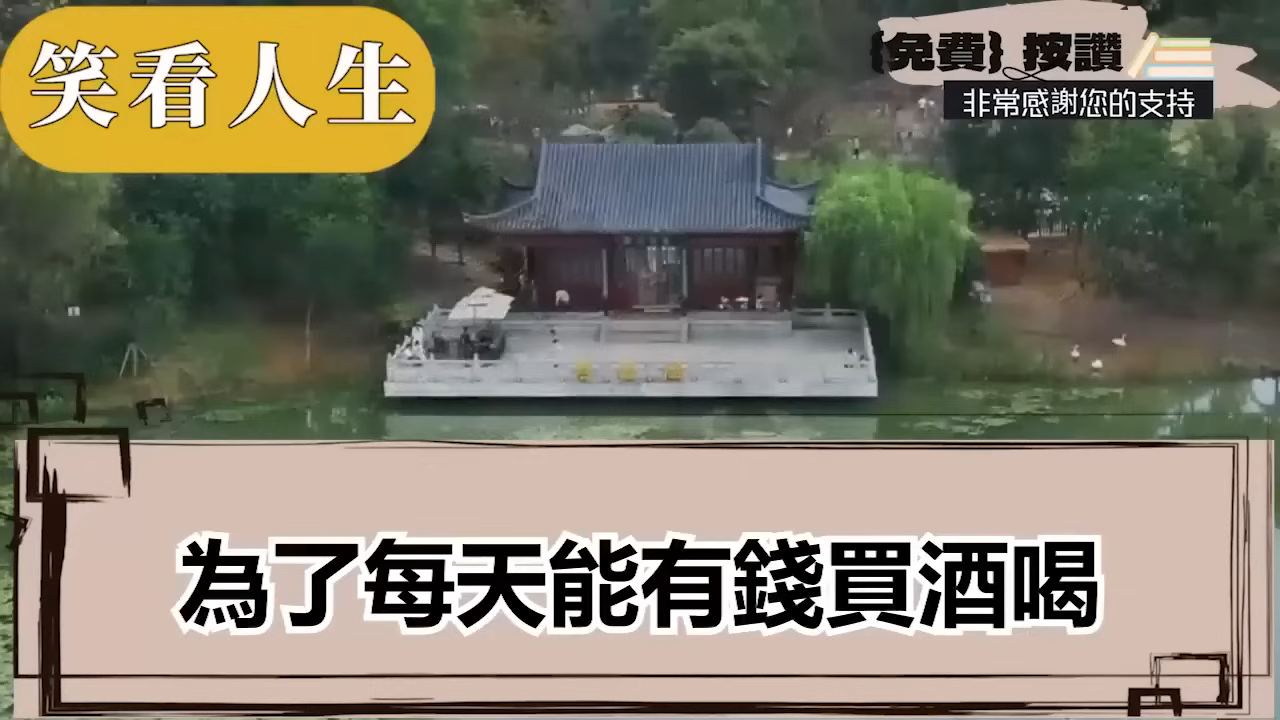 笑看人生
{免費} 按讚
非常感謝您的支持
為了每天能有錢買酒喝